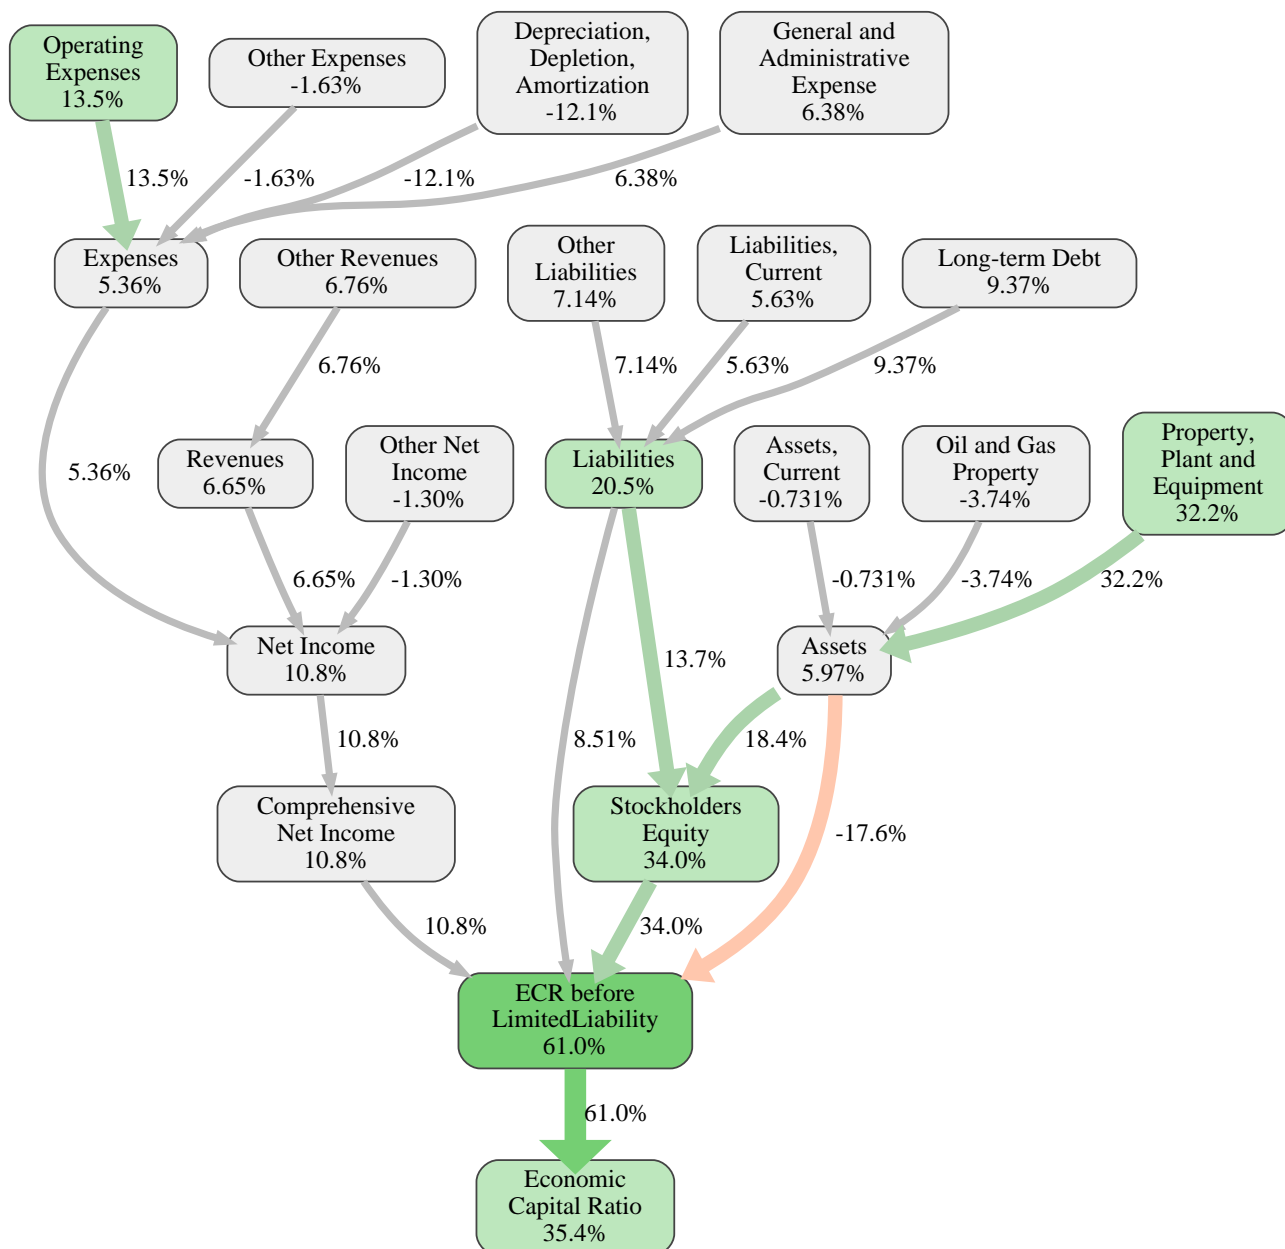 Operating
Expenses
13.5%
Other Expenses
-1.63%
Depreciation,
Depletion,
Amortization
-12.1%
General and
Administrative
Expense
6.38%
13.5%
-1.63%
-12.1%
6.38%
Expenses
5.36%
Other Revenues
6.76%
Other
Liabilities
7.14%
Liabilities,
Current
5.63%
Long-term Debt
9.37%
6.76%
7.14%
5.63%
9.37%
5.36%
Revenues
6.65%
Other Net
Income
-1.30%
Liabilities
20.5%
Assets,
Current
-0.731%
Oil and Gas
Property
-3.74%
Property,
Plant and
Equipment
32.2%
6.65%
-1.30%
-0.731%
-3.74%
32.2%
Net Income
10.8%
13.7%
Assets
5.97%
10.8%
8.51%
18.4%
Comprehensive
Net Income
10.8%
Stockholders
Equity
34.0%
-17.6%
10.8%
34.0%
ECR before
LimitedLiability
61.0%
61.0%
Economic
Capital Ratio
35.4%